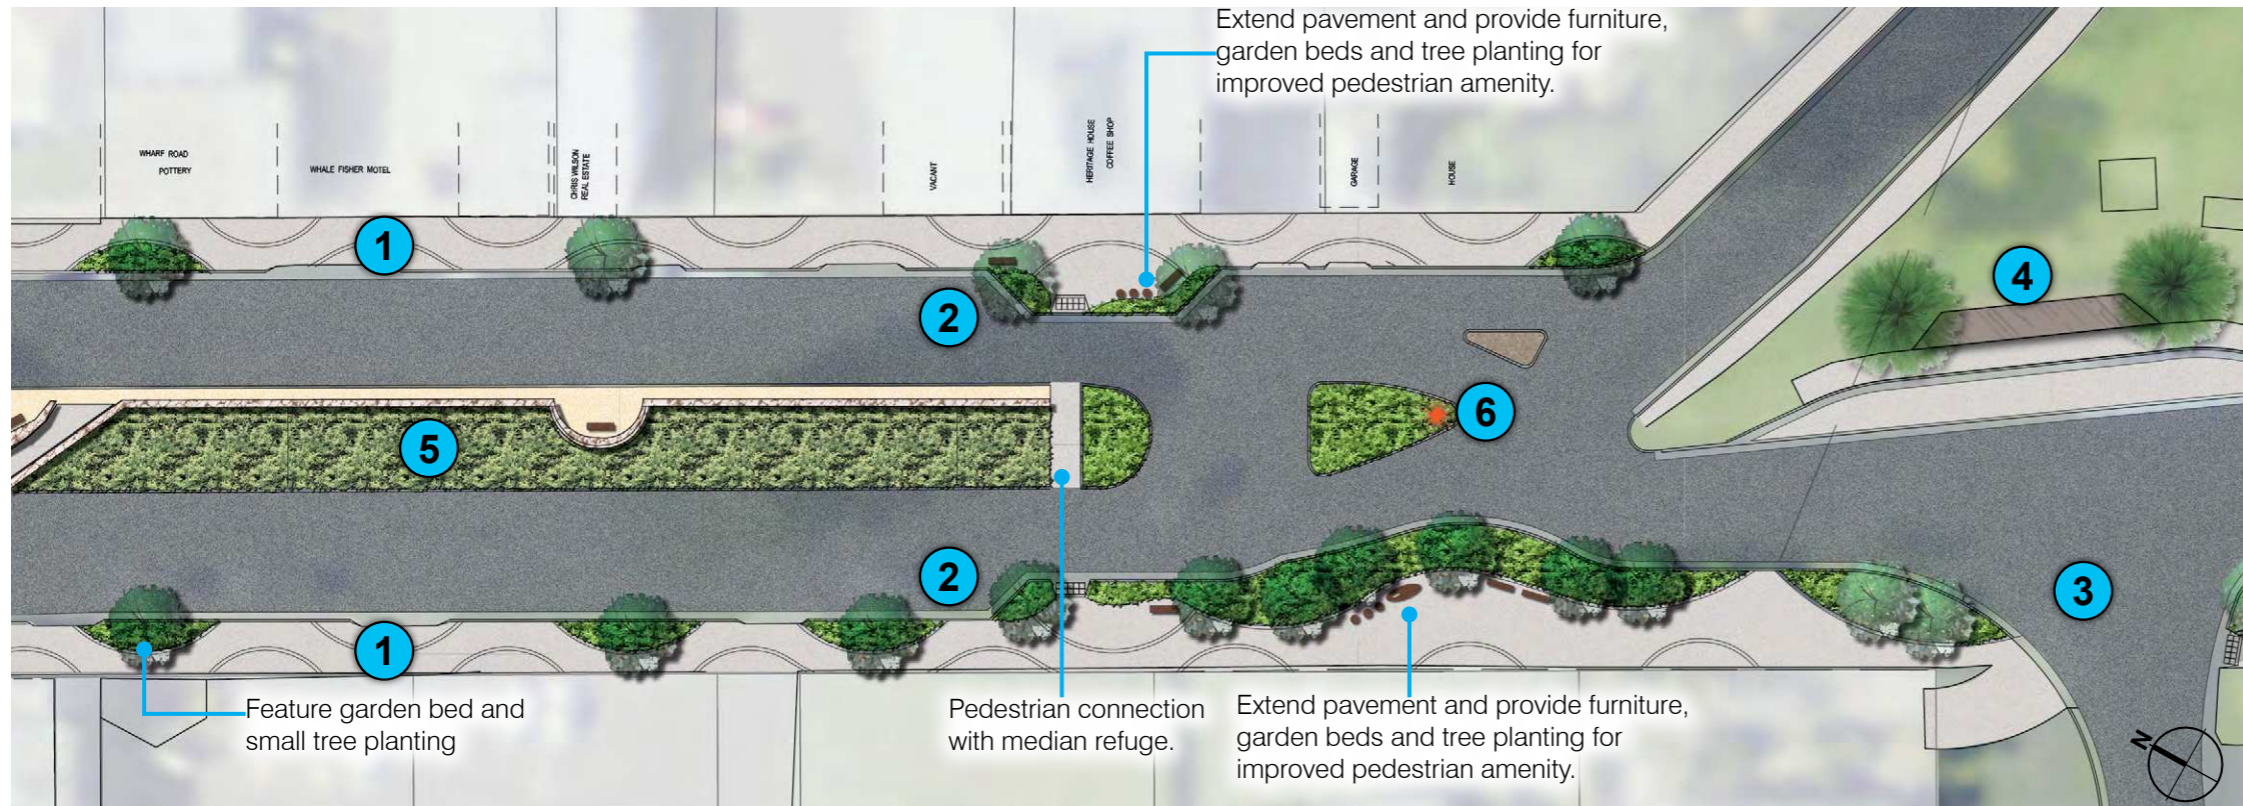 Extend pavement and provide furniture,
garden beds and tree planting for
improved pedestrian amenity.
WHARF ROAD
POTTERY
WHALE FISHER MOTEL
CHRIS WILSON
REAL ESTATE
VACANT
HERITAGE HOUSE
COFFEE SHOP
GARAGE
HOUSE
1
4
2
6
5
2
3
1
Feature garden bed and
small tree planting
Pedestrian connection
with median refuge.
Extend pavement and provide furniture,
garden beds and tree planting for
improved pedestrian amenity.
N